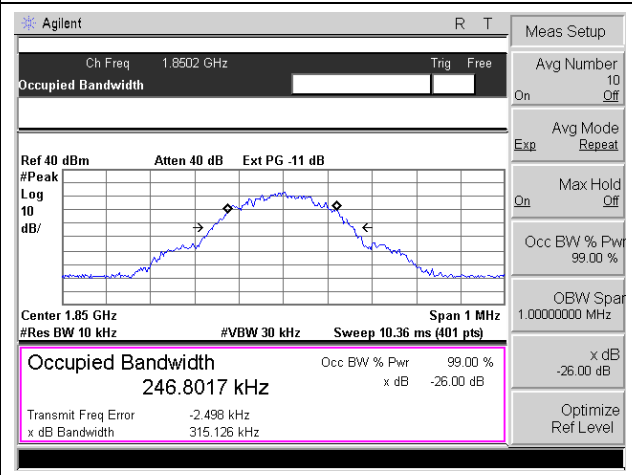 Agilent R T
Ch Freq 1.8502 GHz Trig Free
Occupied Bandwidth
Ref 40 dBm Atten 40 dB Ext PG -11 dB
#Peak
Log
10
dB/
Center 1.85 GHz Span 1 MHz
#Res BW 10 kHz #VBW 30 kHz Sweep 10.36 ms (401 pts)
Occupied Bandwidth Occ BW % Pwr 99.00 %
246.8017 kHz x dB -26.00 dB
Transmit Freq Error -2.498 kHz
x dB Bandwidth 315.126 kHz
Meas Setup
Avg Number
10
On Off
Avg Mode
Exp Repeat
Max Hold
On Off
Occ BW % Pwr
99.00 %
OBW Span
1.00000000 MHz
x dB
-26.00 dB
Optimize
Ref Level